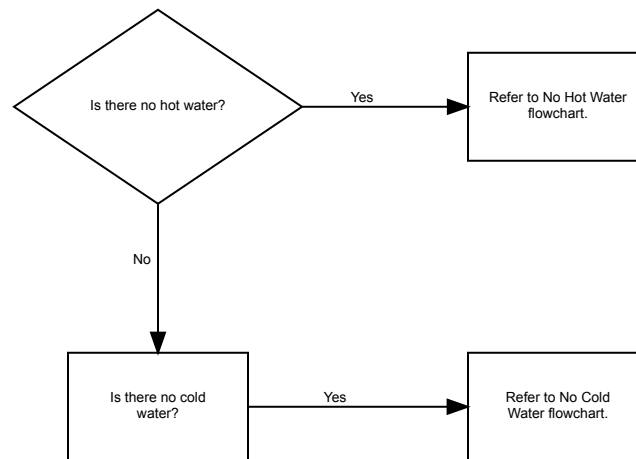 Is there no hot water?
Yes
Refer to No Hot Water
flowchart.
No
Is there no cold
water?
Yes
Refer to No Cold
Water flowchart.